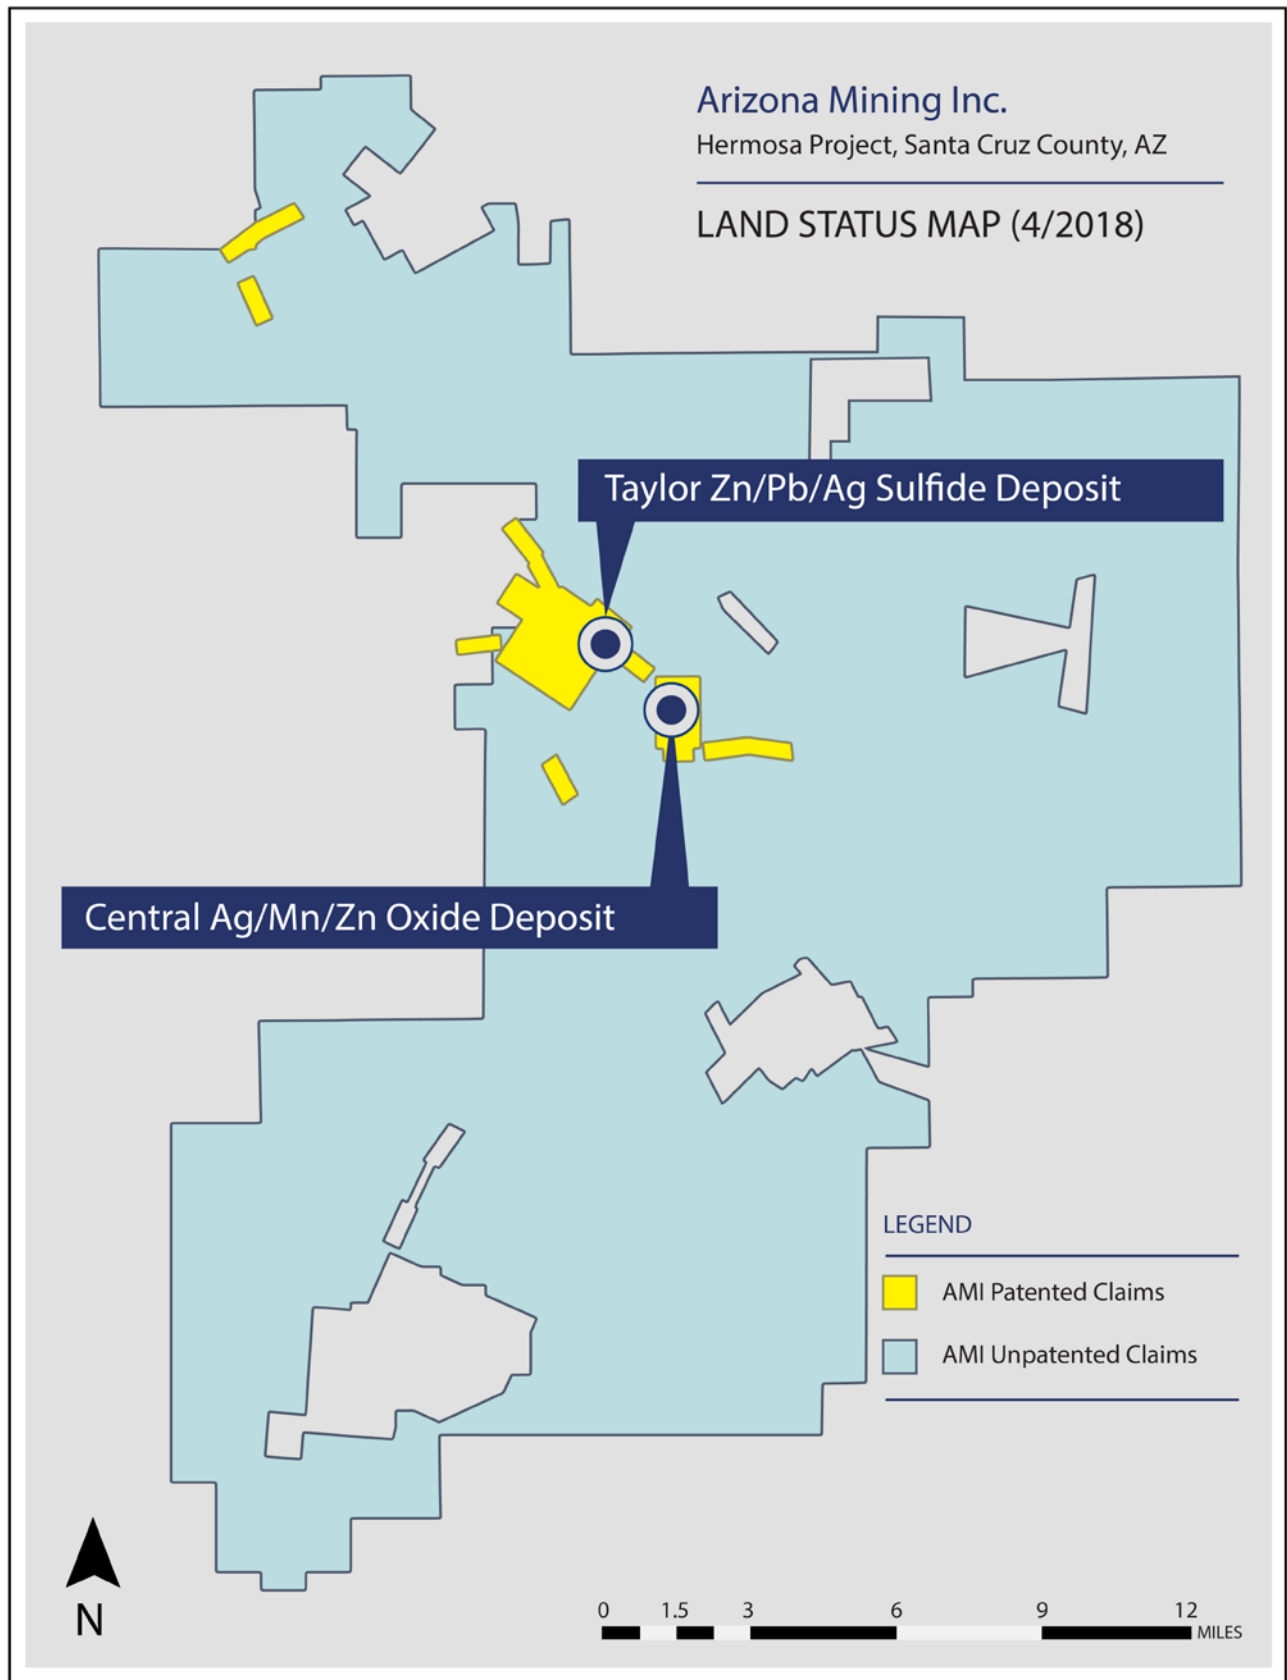 Arizona Mining Inc.
Hermosa Project, Santa Cruz County, AZ
LAND STATUS MAP (4/2018)
Taylor Zn/Pb/Ag Sulfide Deposit
Central Ag/Mn/Zn Oxide Deposit
LEGEND
AMI Patented Claims
AMI Unpatented Claims
N
0 1.5 3 6 9 12
MILES